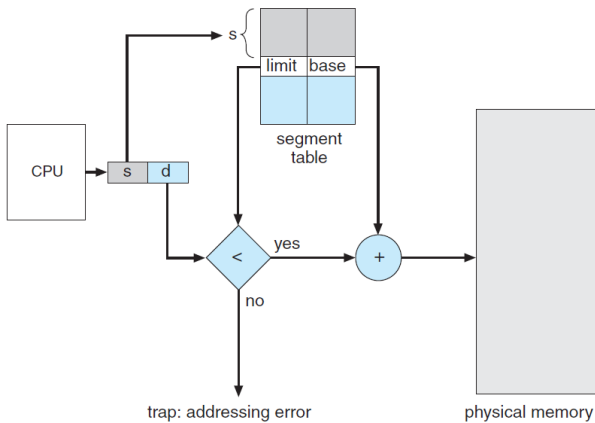 s
limit base
segment
table
CPU
s d
<
yes
+
no
trap: addressing error
physical memory